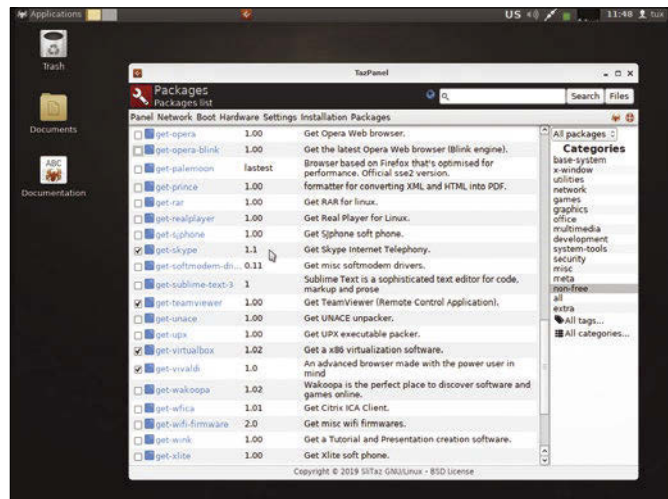 Applications
US
11:48
tux
Trash
Documents
ABC
Documentation
TazPanel
Packages
Packages list
Search
Files
Panel Network Boot Hardware Settings Installation Packages
get-opera 1.00 Get Opera Web browser.
get-opera-blink 1.00 Get the latest Opera Web browser (Blink engine).
get-palemoon lastest Browser based on Firefox that's optimised for performance. Official sse2 version.
get-prince 1.00 formatter for converting XML and HTML into PDF.
get-rar 1.00 Get RAR for linux.
get-realplayer 1.00 Get Real Player for Linux.
get-sjphone 1.00 Get SJphone soft phone.
get-skype 1.1 Get Skype Internet Telephony.
get-softmodem-dri... 0.11 Get misc softmodem drivers.
get-sublime-text-3 1 Sublime Text is a sophisticated text editor for code, markup and prose
get-teamviewer 1.00 Get TeamViewer (Remote Control Application).
get-unace 1.00 Get UNACE unpacker.
get-upx 1.00 Get UPX executable packer.
get-virtualbox 1.02 Get a x86 virtualization software.
get-vivaldi 1.0 An advanced browser made with the power user in mind
get-wakoopa 1.02 Wakoopa is the perfect place to discover software and games online.
get-wfica 1.01 Get Citrix ICA Client.
get-wifi-firmware 2.0 Get misc wifi firmwares.
get-wink 1.00 Get a Tutorial and Presentation creation software.
get-xlite 1.00 Get Xlite soft phone.
All packages
Categories
base-system
x-window
utilities
network
games
graphics
office
multimedia
development
system-tools
security
misc
meta
non-free
all
extra
All tags...
All categories...
Copyright © 2019 SliTaz GNU/Linux - BSD License